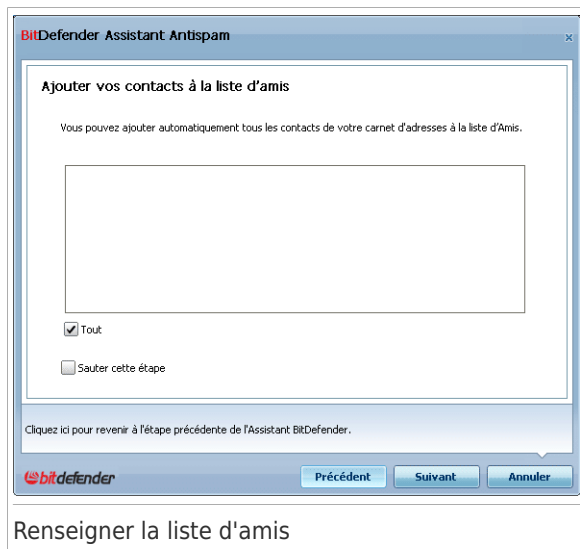 BitDefender Assistant Antispam
x
Ajouter vos contacts à la liste d'amis
Vous pouvez ajouter automatiquement tous les contacts de votre carnet d'adresses à la liste d'Amis.
Tout
Sauter cette étape
Cliquez ici pour revenir à l'étape précédente de l'Assistant BitDefender.
bitdefender
Précédent Suivant Annuler
Renseigner la liste d'amis